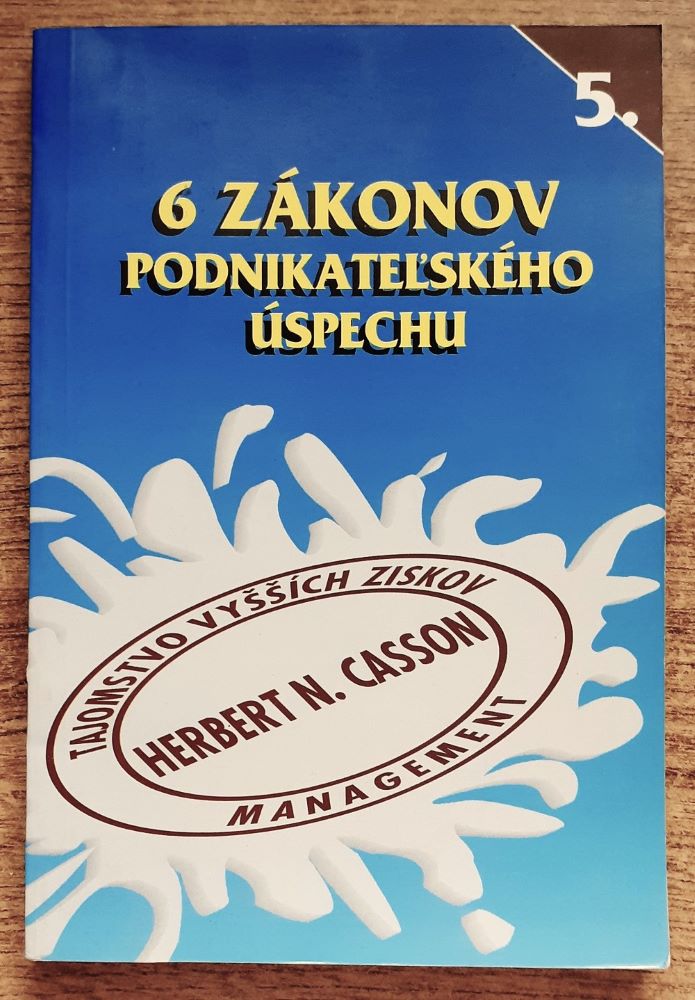 5.
6 ZÁKONOV
PODNIKATEĽSKÉHO
ÚSPECHU
TAJOMSTVO VYŠŠÍCH ZISKOV
HERBERT N. CASSON
MANAGEMENT